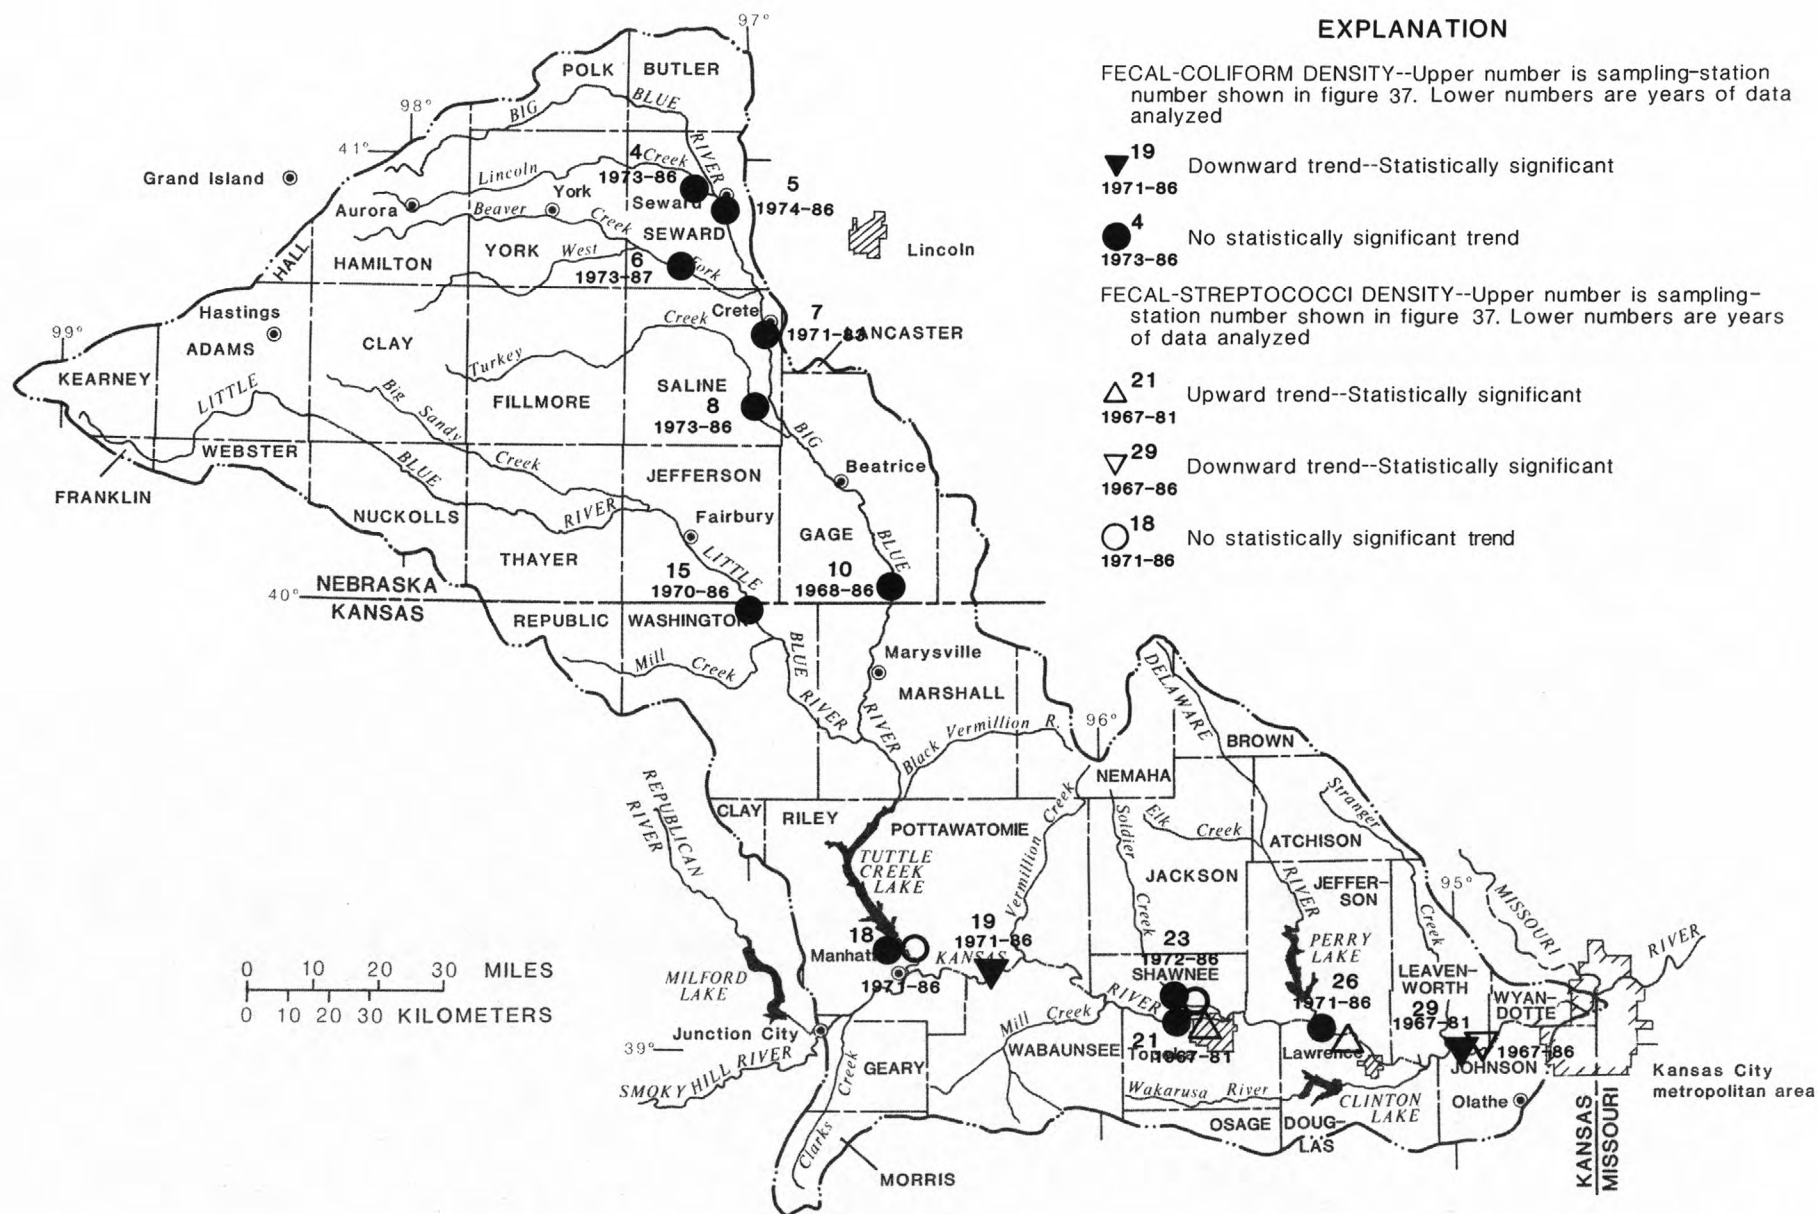 EXPLANATION
FECAL-COLIFORM DENSITY--Upper number is sampling-station
number shown in figure 37. Lower numbers are years of data
analyzed
19
1971-86
Downward trend--Statistically significant
4
1973-86
No statistically significant trend
FECAL-STREPTOCOCCI DENSITY--Upper number is sampling-
station number shown in figure 37. Lower numbers are years
of data analyzed
21
1967-81
Upward trend--Statistically significant
29
1967-86
Downward trend--Statistically significant
18
1971-86
No statistically significant trend
97°
POLK
BUTLER
98°
BIG
BLUE
RIVER
41°
Grand Island
4
Creek
1973-86
Lincoln
5
1974-86
York
Seward
Aurora
Beaver
Creek
SEWARD
Lincoln
HALL
HAMILTON
YORK
West
6
1973-87
Fork
99°
Hastings
ADAMS
CLAY
Creek
Crete
7
1971-83
LANCASTER
KEARNEY
LITTLE
Turkey
Big
Sandy
Creek
FILLMORE
SALINE
8
1973-86
BIG
WEBSTER
BLUE
JEFFERSON
Beatrice
FRANKLIN
NUCKOLLS
RIVER
Fairbury
GAGE
BLUE
THAYER
LITTLE
15
1970-86
10
1968-86
NEBRASKA
40°
KANSAS
REPUBLIC
WASHINGTON
Mill
Creek
BLUE
RIVER
Marysville
MARSHALL
RIVER
Black
Vermillion
R.
96°
DELAWARE
BROWN
NEMAHA
REPUBLICAN
RIVER
CLAY
RILEY
POTTAWATOMIE
Vermillion
Creek
Soldier
Creek
Elk
Creek
Stranger
ATCHISON
TUTTLE
CREEK
LAKE
JACKSON
RIVER
JEFFER-
SON
Creek
95°
MISSOURI
RIVER
18
Manhat
1971-86
19
1971-86
KANSAS
23
1972-86
SHAWNEE
PERRY
LAKE
26
1971-86
LEAVEN-
WORTH
29
1967-81
WYAN-
DOTTE
0 10 20 30 MILES
0 10 20 30 KILOMETERS
MILFORD
LAKE
RIVER
Junction City
Mill
Creek
39°
WABAUNSEE
21
1967-81
Lawrence
1967-86
JOHNSON
Kansas City
metropolitan area
SMOKY HILL RIVER
Creek
GEARY
Wakarusa
River
CLINTON
LAKE
Olathe
Clarks
OSAGE
DOUG-
LAS
MORRIS
KANSAS
MISSOURI